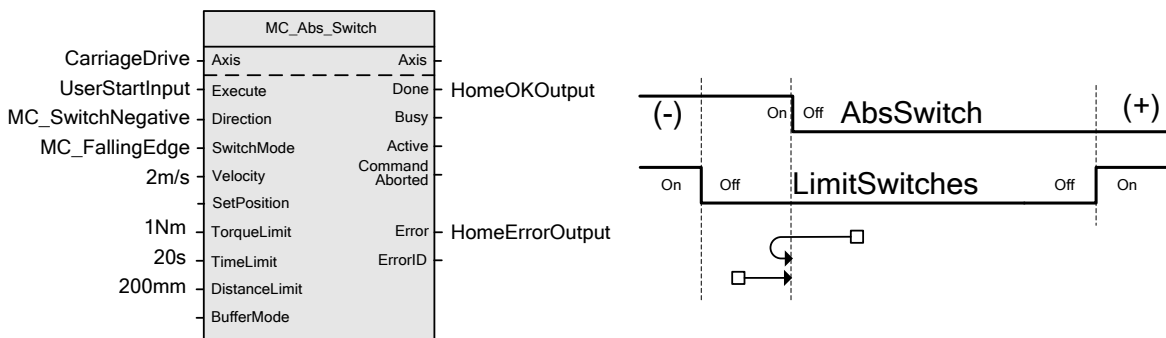 MC_Abs_Switch
CarriageDrive Axis Axis
UserStartInput Execute Done HomeOKOutput
MC_SwitchNegative Direction Busy
MC_FallingEdge SwitchMode Active
2m/s Velocity Command Aborted
SetPosition
1Nm TorqueLimit Error HomeErrorOutput
20s TimeLimit ErrorID
200mm DistanceLimit
BufferMode
(-) On Off AbsSwitch (+)
On Off LimitSwitches Off On